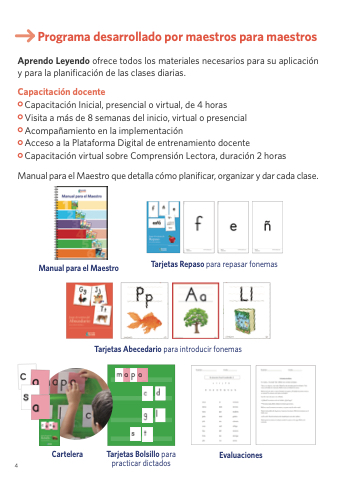 Programa desarrollado por maestros para maestros
Aprendo Leyendo ofrece todos los materiales necesarios para su aplicación
y para la planificación de las clases diarias.
Capacitación docente
Capacitación Inicial, presencial o virtual, de 4 horas
Visita a más de 8 semanas del inicio, virtual o presencial
Acompañamiento en la implementación
Acceso a la Plataforma Digital de entrenamiento docente
Capacitación virtual sobre Comprensión Lectora, duración 2 horas
Manual para el Maestro que detalla cómo planificar, organizar y dar cada clase.
Manual para el Maestro
f e ñ
Manual para el Maestro
Tarjetas Repaso para repasar fonemas
Pp Aa Ll
Tarjetas Abecedario para introducir fonemas
c a s a
m a p a
c d
g l
Cartelera
Tarjetas Bolsillo para
practicar dictados
Evaluaciones
4